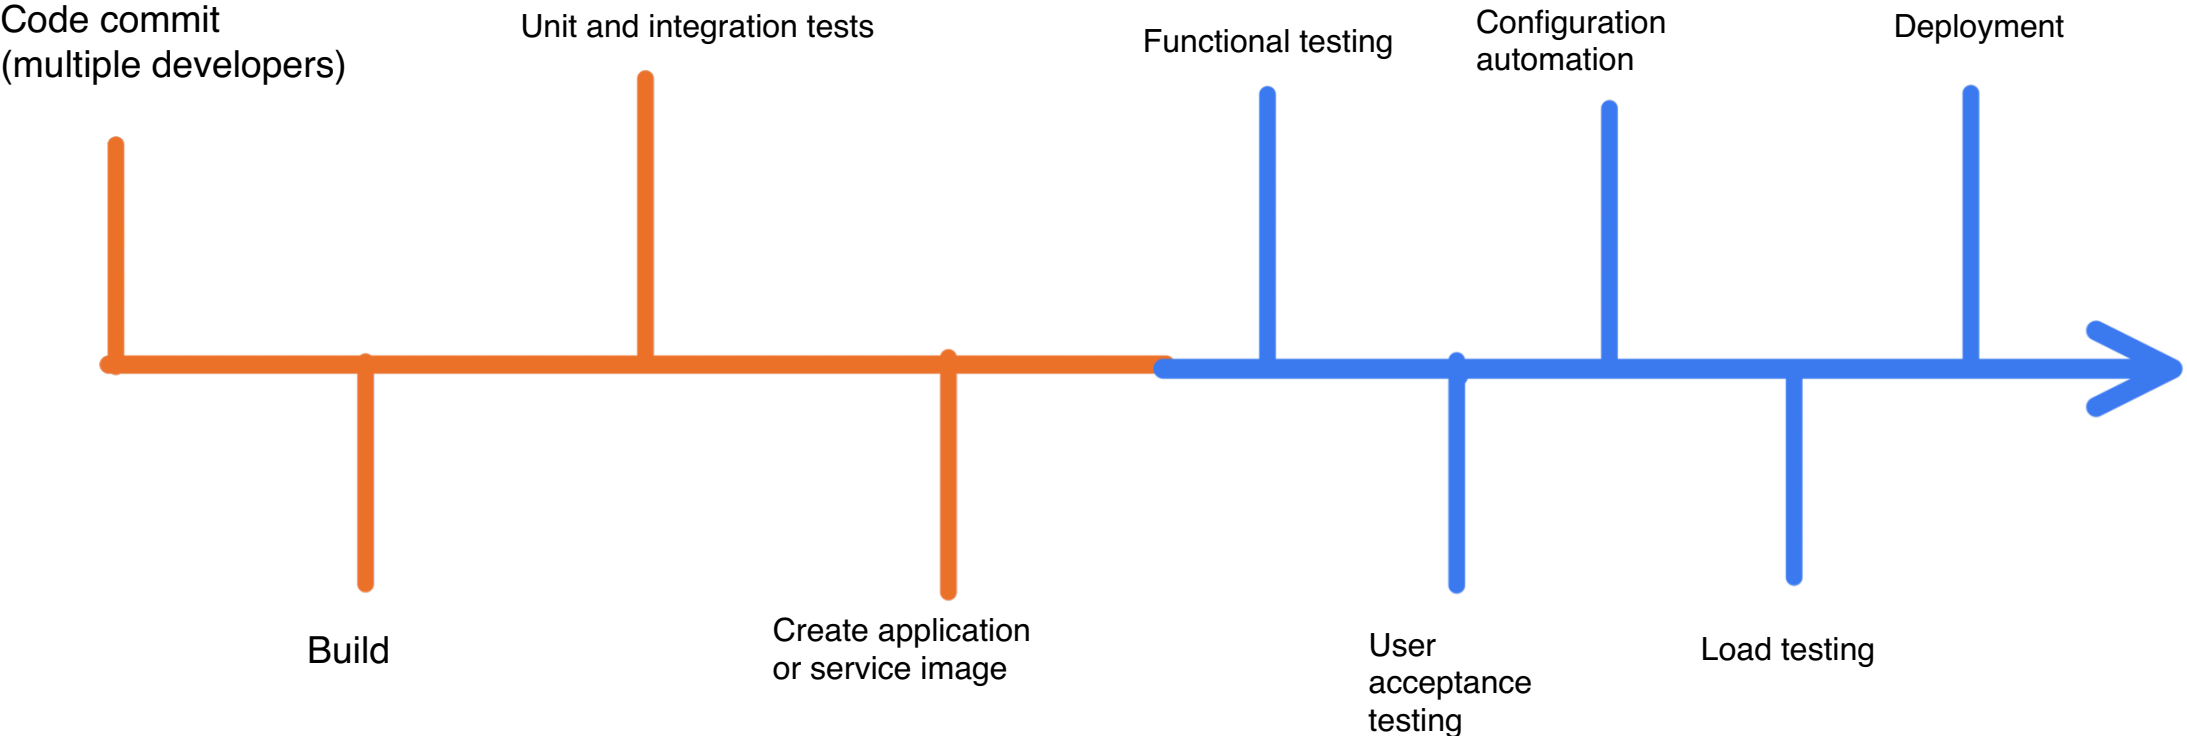 Code commit
(multiple developers)
Unit and integration tests
Functional testing
Configuration
automation
Deployment
Build
Create application
or service image
User
acceptance
testing
Load testing